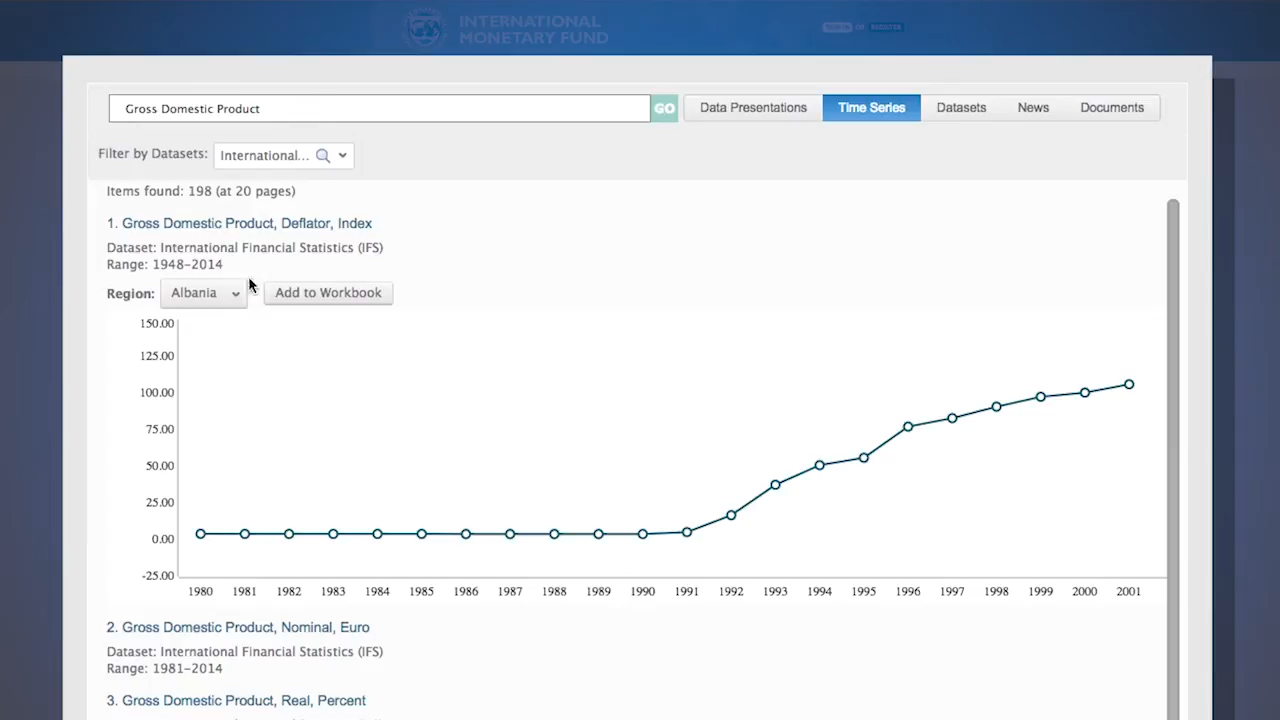 INTERNATIONAL
MONETARY FUND
SIGN IN OR REGISTER
Gross Domestic Product
GO
Data Presentations
Time Series
Datasets
News
Documents
Filter by Datasets:
International...
Items found: 198 (at 20 pages)
1. Gross Domestic Product, Deflator, Index
Dataset: International Financial Statistics (IFS)
Range: 1948-2014
Region:
Albania
Add to Workbook
150.00
125.00
100.00
75.00
50.00
25.00
0.00
-25.00
1980 1981 1982 1983 1984 1985 1986 1987 1988 1989 1990 1991 1992 1993 1994 1995 1996 1997 1998 1999 2000 2001
2. Gross Domestic Product, Nominal, Euro
Dataset: International Financial Statistics (IFS)
Range: 1981-2014
3. Gross Domestic Product, Real, Percent